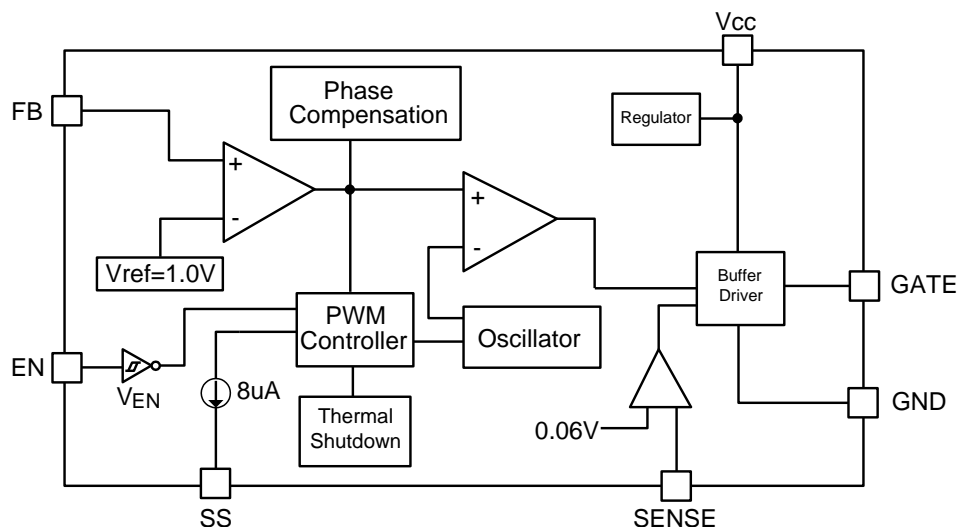 Vcc
FB
Phase
Compensation
Regulator
+
-
+
-
Vref=1.0V
Buffer
Driver
GATE
PWM
Controller
Oscillator
EN
VEN
8uA
GND
Thermal
Shutdown
0.06V
SS
SENSE